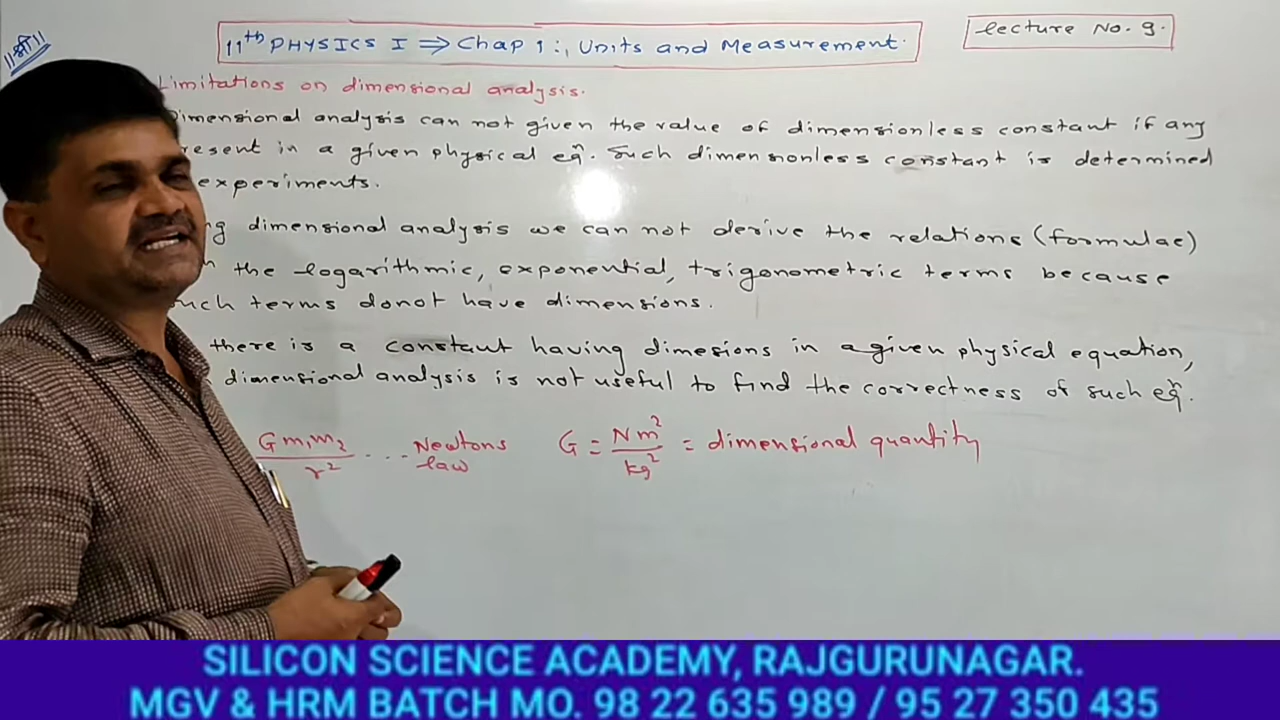 ॥श्री॥
11th PHYSICS I ⇒ Chap 1:, Units and Measurement.
Lecture No. 9.
Limitations on dimensional analysis.
Dimensional analysis can not given the value of dimensionless constant if any
resent in a given physical eqn. Such dimensionless constant is determined
experiments.
ng dimensional analysis we can not derive the relations (formulae)
the logarithmic, exponential, trigonometric terms because
such terms donot have dimensions.
there is a constant having dimesions in a given physical equation,
dimensional analysis is not useful to find the correctness of such eqn.
Gm1m2/r² ... Newtons law
G = Nm²/kg² = dimensional quantity
SILICON SCIENCE ACADEMY, RAJGURUNAGAR.
MGV & HRM BATCH MO. 98 22 635 989 / 95 27 350 435